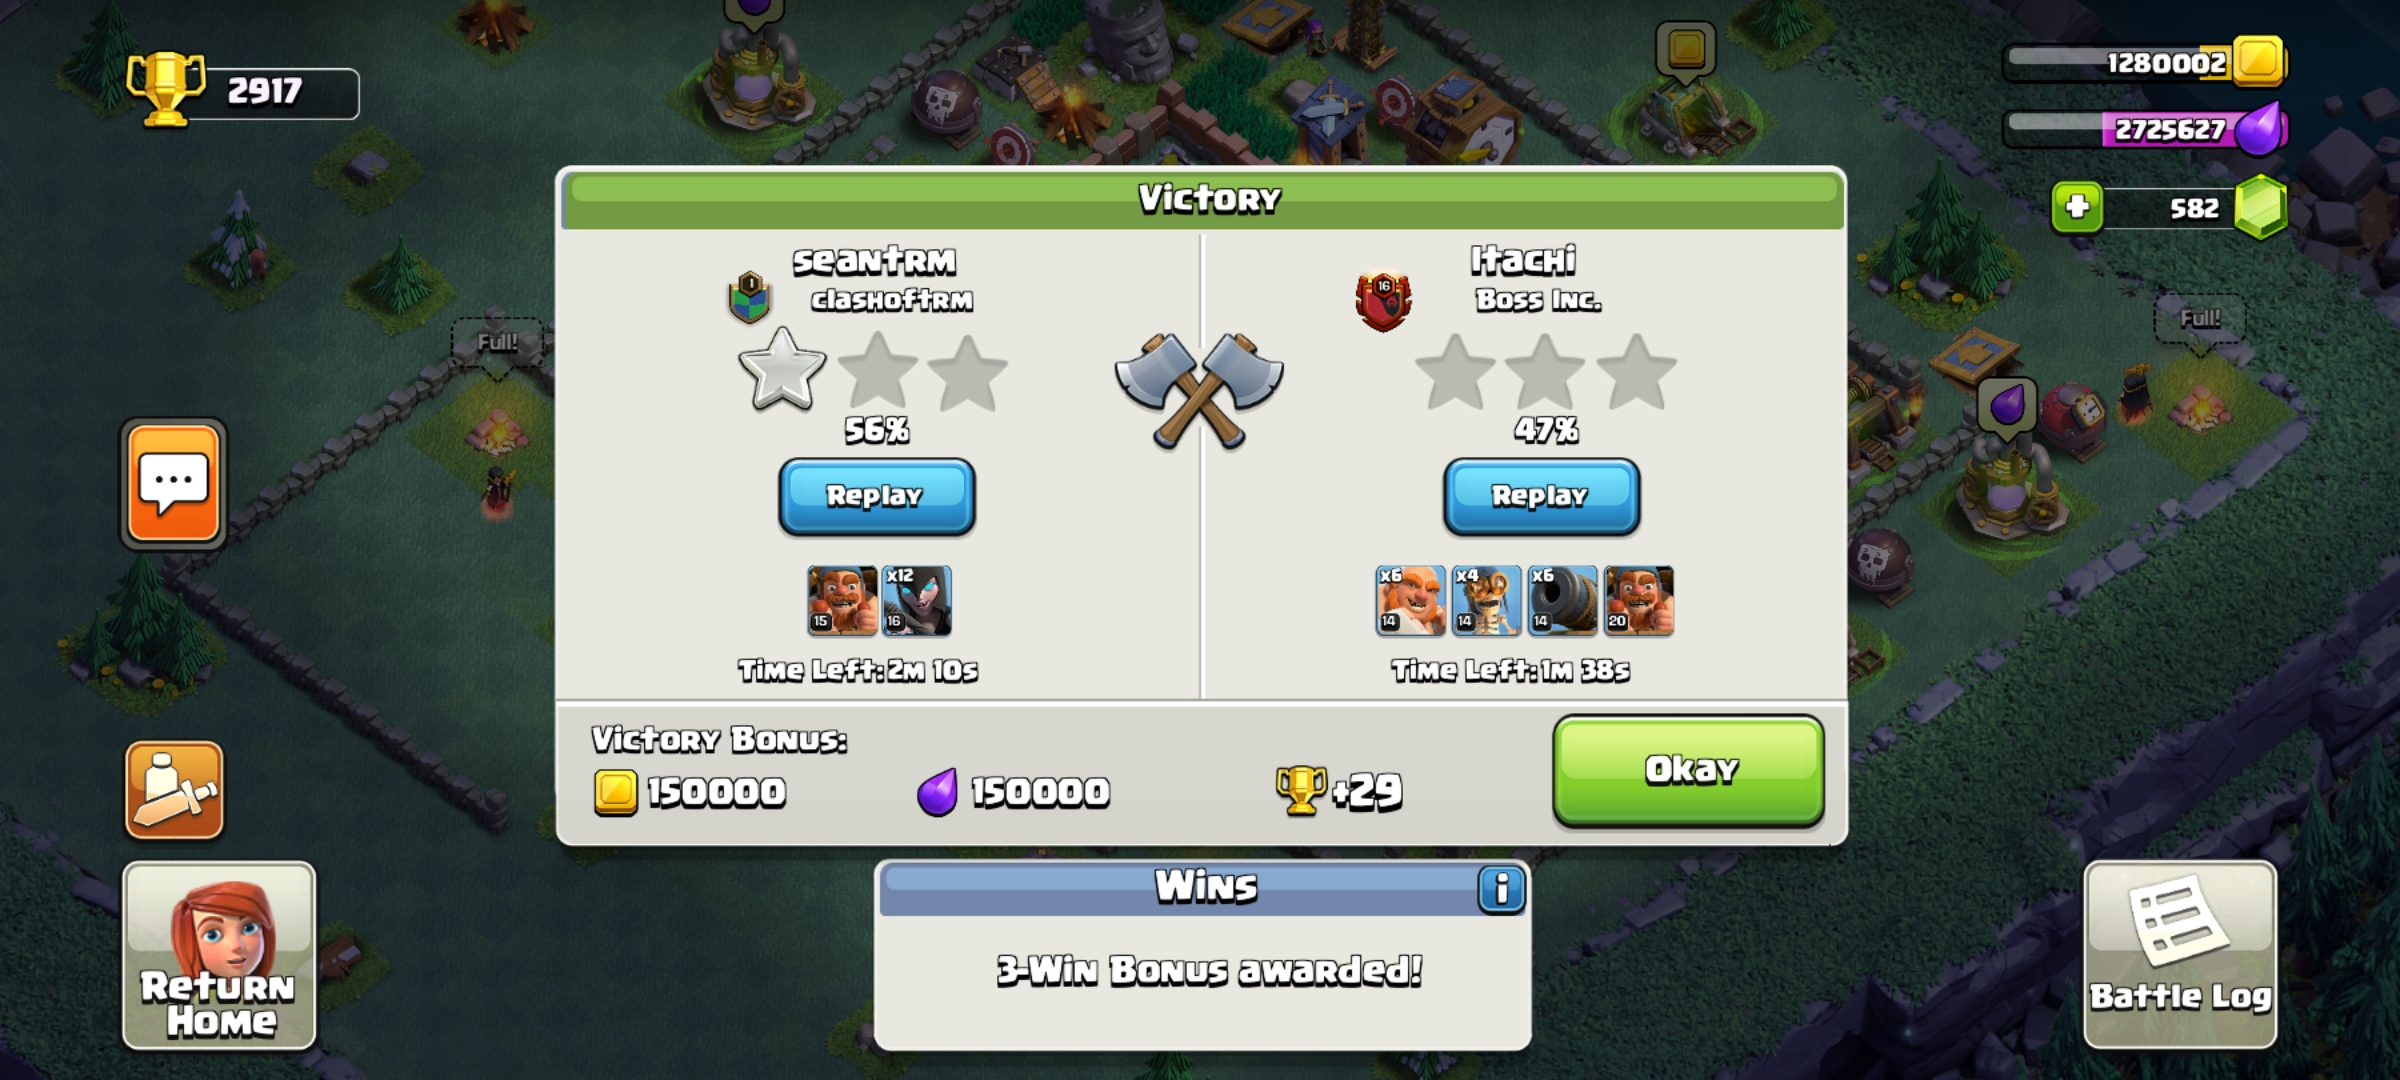 2917
1280002
2725627
582
Victory
seantrm
clashoftrm
1
56%
Replay
15
x12
16
Time Left:2m 10s
Itachi
Boss Inc.
16
47%
Replay
x6
14
x4
14
x6
14
20
Time Left:1m 38s
Full!
Full!
Victory Bonus:
150000
150000
+29
Okay
Wins
i
3-Win Bonus awarded!
Return
Home
Battle Log